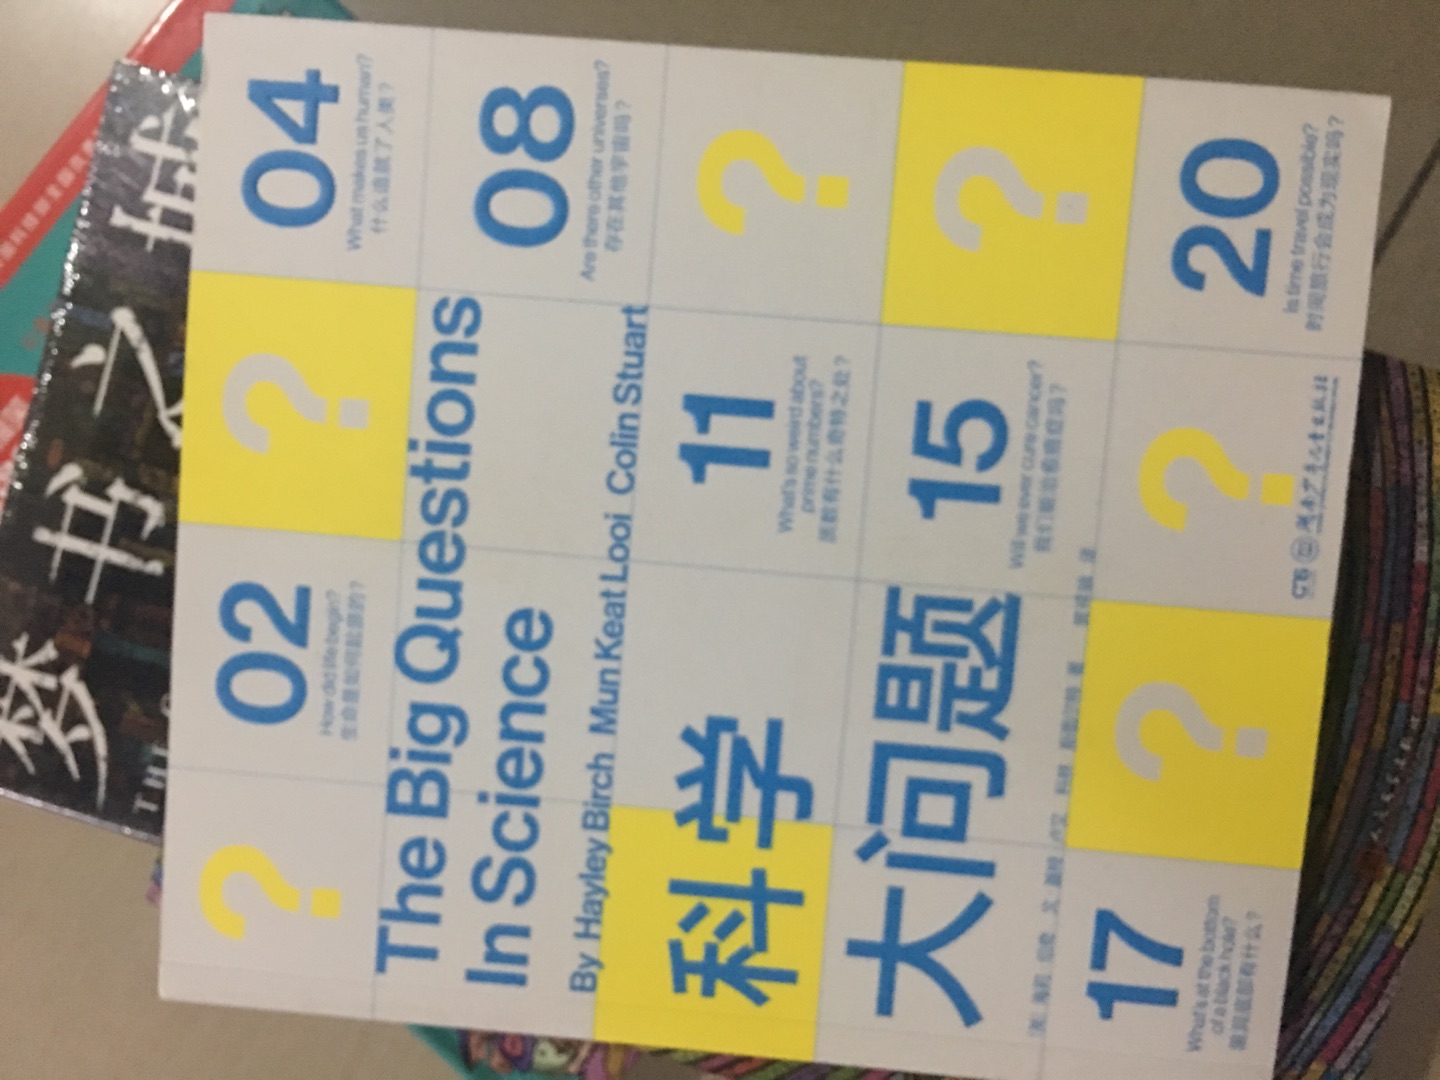 02
How did life begin?
生命是如何起源的？
04
What makes us human?
什么造就了人类？
The Big Questions
In Science
By Hayley Birch Mun Keat Looi Colin Stuart
08
Are there other universes?
存在其他宇宙吗？
科学
大问题
11
What's so weird about
prime numbers?
质数有什么奇特之处？
15
Will we ever cure cancer?
我们能治愈癌症吗？
17
What's at the bottom
of a black hole?
黑洞底部有什么？
20
Is time travel possible?
时间旅行会成为现实吗？
梦书之城